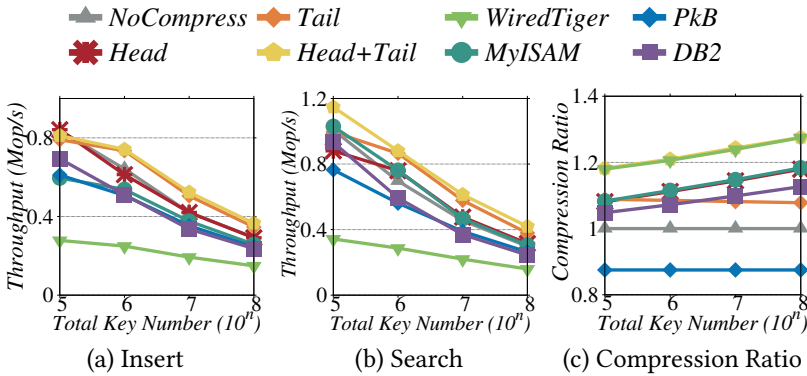 NoCompress Tail WiredTiger PkB
Head Head+Tail MyISAM DB2
Throughput (Mop/s)
0.8
0.4
0
5 6 7 8
Total Key Number (10^n)
(a) Insert
Throughput (Mop/s)
1.2
0.8
0.4
0
5 6 7 8
Total Key Number (10^n)
(b) Search
Compression Ratio
1.4
1.2
1
0.8
5 6 7 8
Total Key Number (10^n)
(c) Compression Ratio